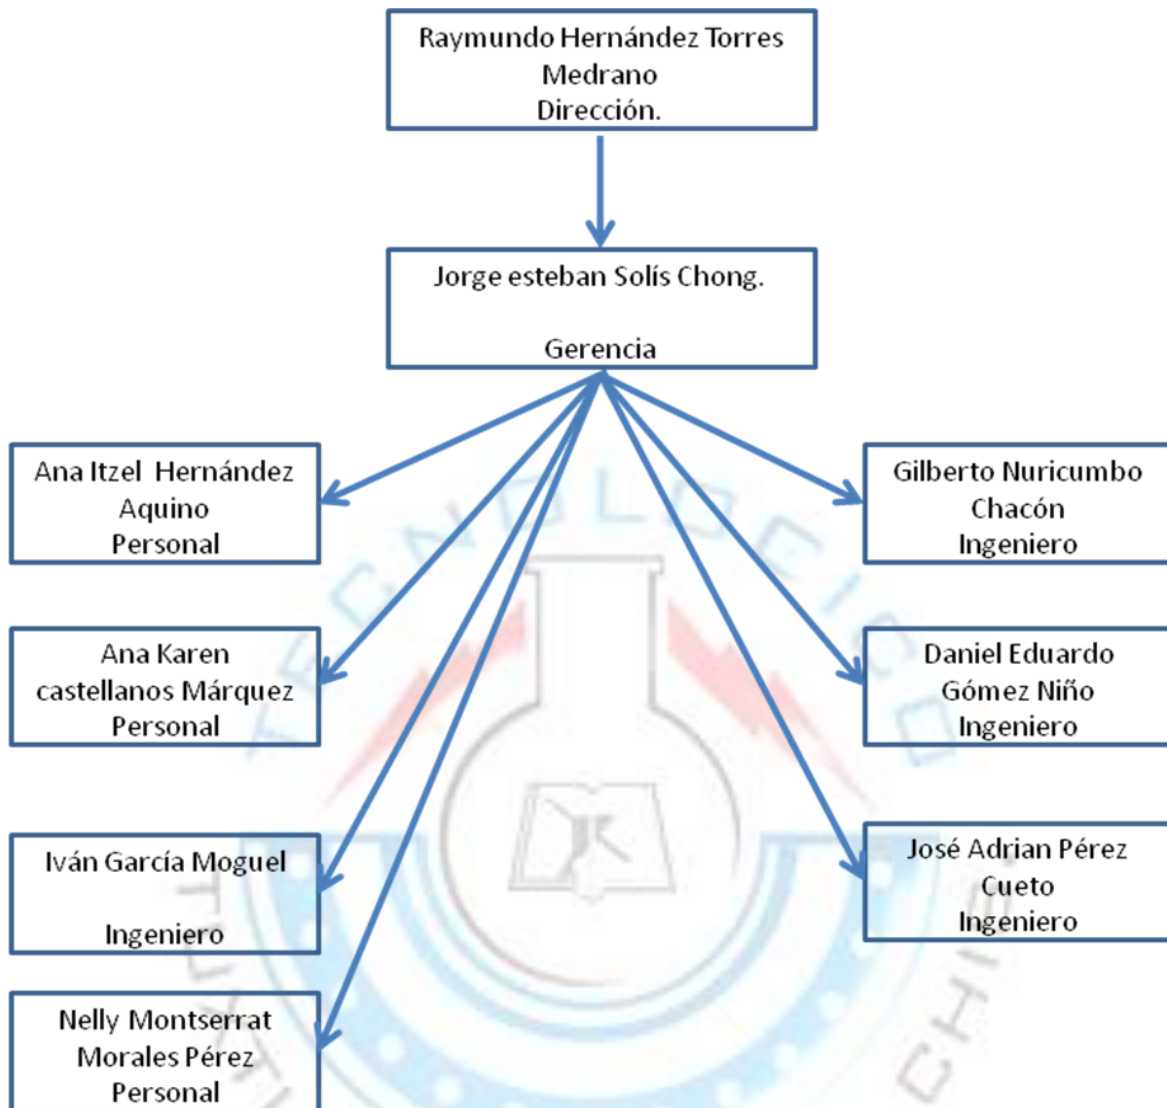 Raymundo Hernández Torres
Medrano
Dirección.
Jorge esteban Solís Chong.
Gerencia
Ana Itzel  Hernández
Aquino
Personal
Gilberto Nuricumbo
Chacón
Ingeniero
Ana Karen
castellanos Márquez
Personal
Daniel Eduardo
Gómez Niño
Ingeniero
Iván García Moguel
Ingeniero
José Adrian Pérez
Cueto
Ingeniero
Nelly Montserrat
Morales Pérez
Personal
TECNOLOGICO